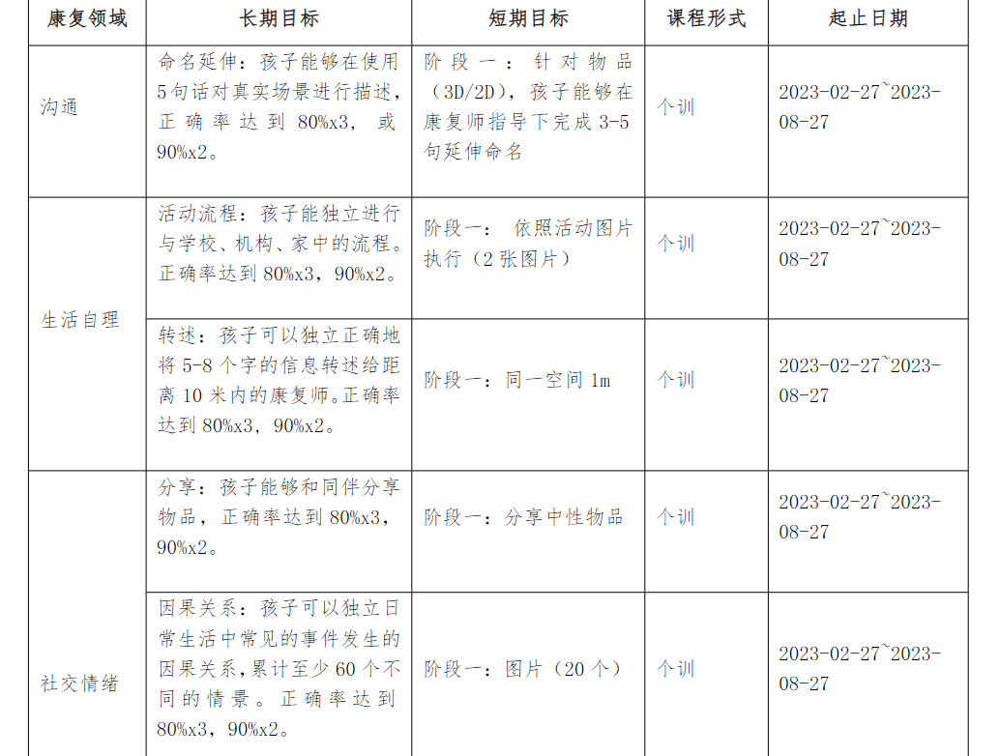 康复领域 长期目标 短期目标 课程形式 起止日期
沟通
命名延伸：孩子能够在使用
5句话对真实场景进行描述，
正确率达到 80%x3， 或
90%x2。
阶段一：针对物品
（3D/2D），孩子能够在
康复师指导下完成 3-5
句延伸命名
个训
2023-02-27~2023-
08-27
生活自理
活动流程：孩子能独立进行
与学校、机构、家中的流程。
正确率达到 80%x3，90%x2。
阶段一： 依照活动图片
执行（2 张图片）
个训
2023-02-27~2023-
08-27
转述：孩子可以独立正确地
将 5-8 个字的信息转述给距
离 10 米内的康复师。正确率
达到 80%x3，90%x2。
阶段一：同一空间 1m
个训
2023-02-27~2023-
08-27
社交情绪
分享：孩子能够和同伴分享
物品，正确率达到 80%x3，
90%x2。
阶段一：分享中性物品
个训
2023-02-27~2023-
08-27
因果关系：孩子可以独立日
常生活中常见的事件发生的
因果关系，累计至少 60 个不
同的情景。正确率达到
80%x3，90%x2。
阶段一：图片（20 个）
个训
2023-02-27~2023-
08-27